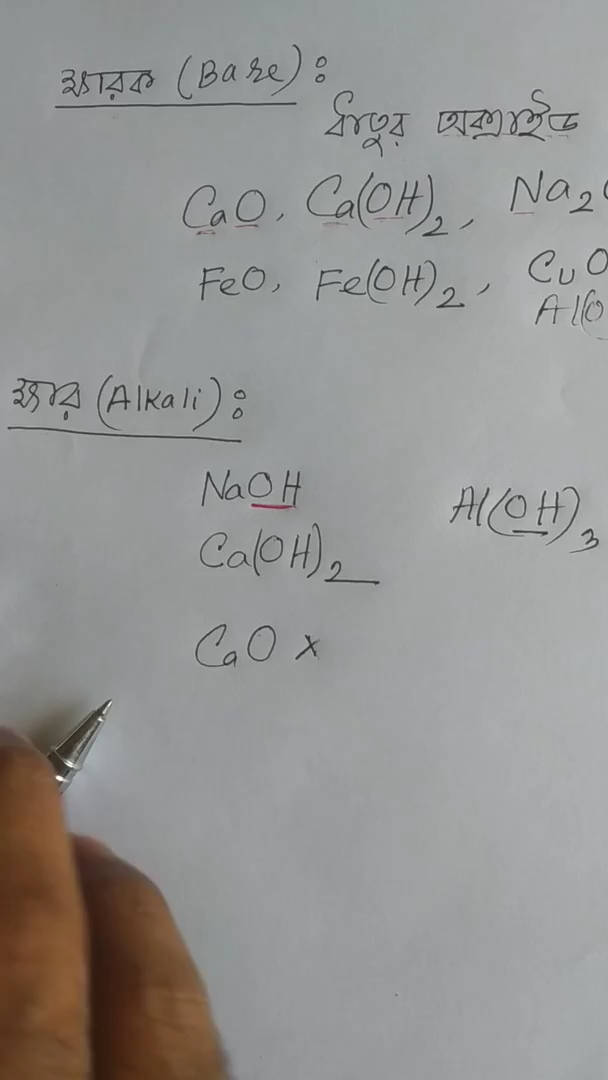 ক্ষারক (Base) :
ধাতুর অক্সাইড
CaO, Ca(OH)₂, Na₂
FeO, Fe(OH)₂, CuO
Al(O
ক্ষার (Alkali) :
NaOH Al(OH)₃
Ca(OH)₂
CaO ×